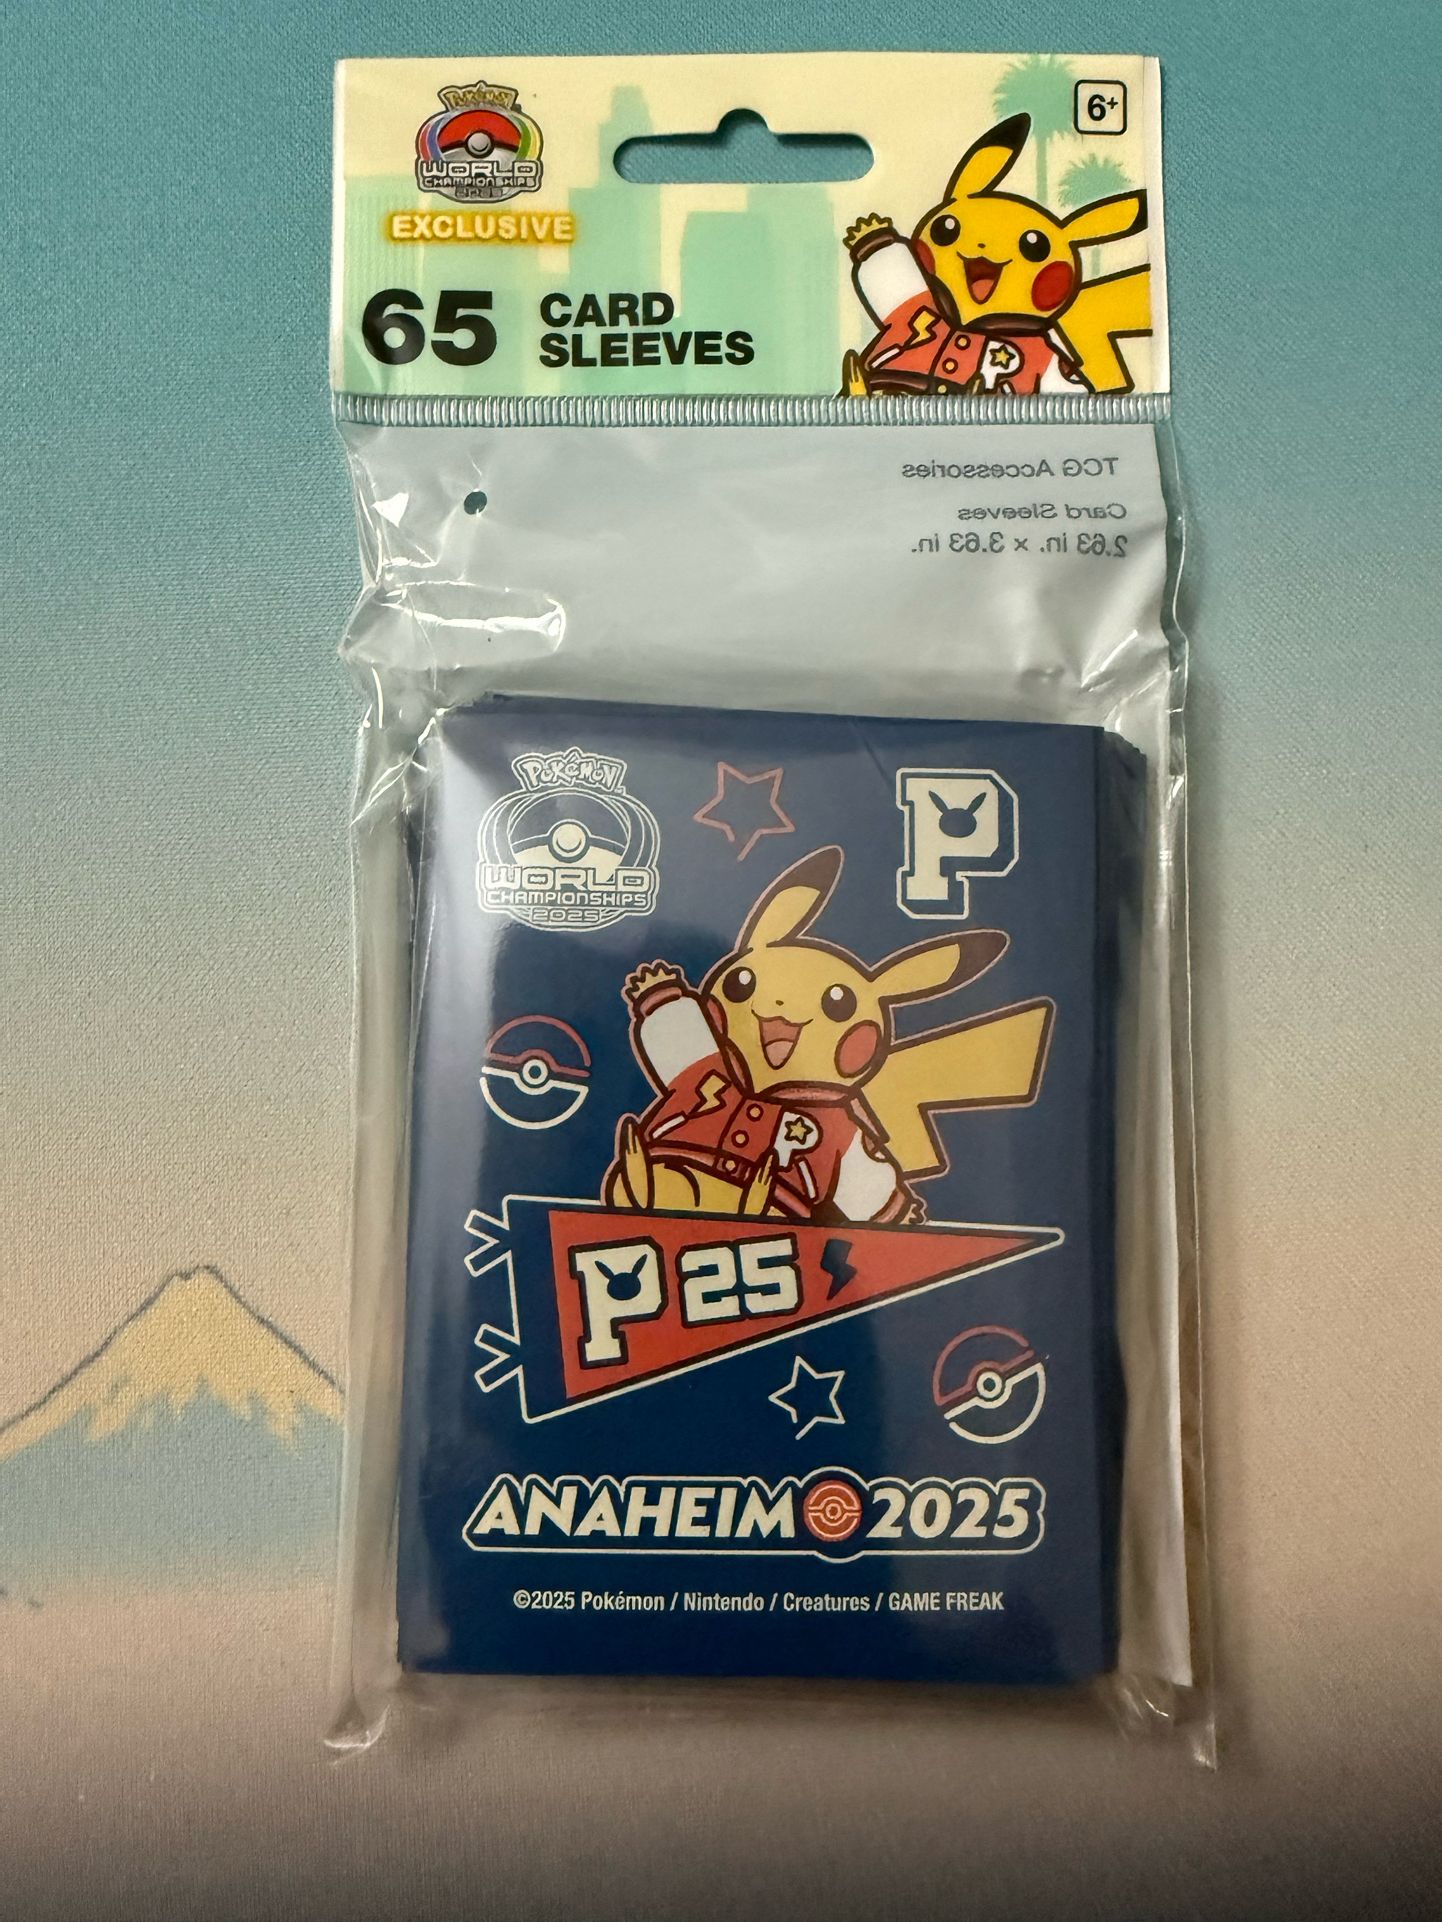 Pokémon
WORLD
CHAMPIONSHIPS
EXCLUSIVE
6+
65 CARD
SLEEVES
TCG Accessories
Card Sleeves
2.63 in. x 3.63 in.
Pokémon
WORLD
CHAMPIONSHIPS
2025
P
P
P 25
ANAHEIM 2025
©2025 Pokémon / Nintendo / Creatures / GAME FREAK